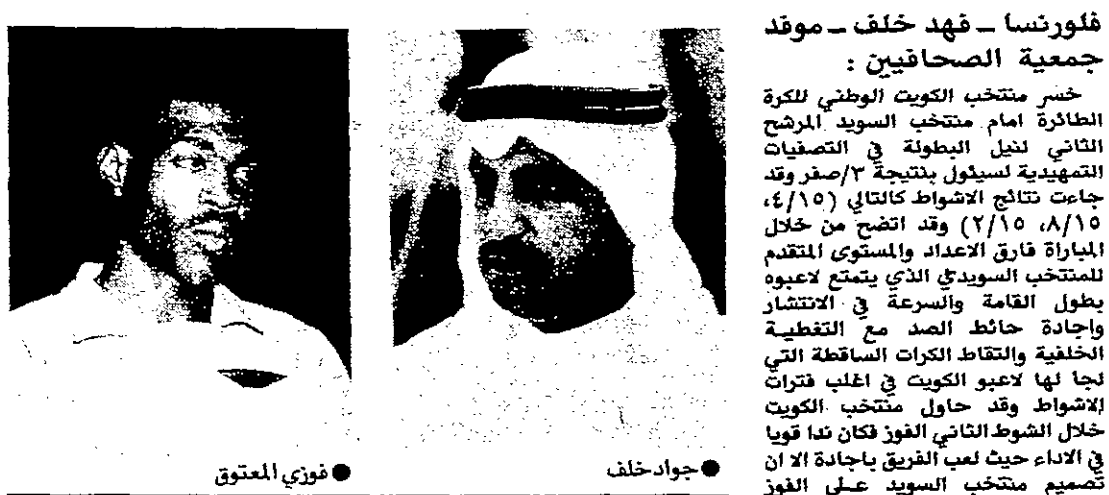 فلورنسا ـ فهد خلف ـ موفد
جمعية الصحافيين :
خسر منتخب الكويت الوطني للكرة
الطائرة امام منتخب السويد المرشح
الثاني لنيل البطولة في التصفيات
التمهيدية لسيئول بنتيجة ٣/صفر وقد
جاءت نتائج الاشواط كالتالي (٤/١٥،
٨/١٥، ٢/١٥) وقد اتضح من خلال
المباراة فارق الاعداد والمستوى المتقدم
للمنتخب السويدي الذي يتمتع لاعبوه
بطول القامة والسرعة في الانتشار
واجادة حائط الصد مع التغطية
الخلفية والتقاط الكرات الساقطة التي
لجا لها لاعبو الكويت في اغلب فترات
الاشواط وقد حاول منتخب الكويت
خلال الشوط الثاني الفوز فكان ندا قويا
في الاداء حيث لعب الفريق باجادة الا ان
تصميم منتخب السويد على الفوز
● جواد خلف
● فوزي المعتوق